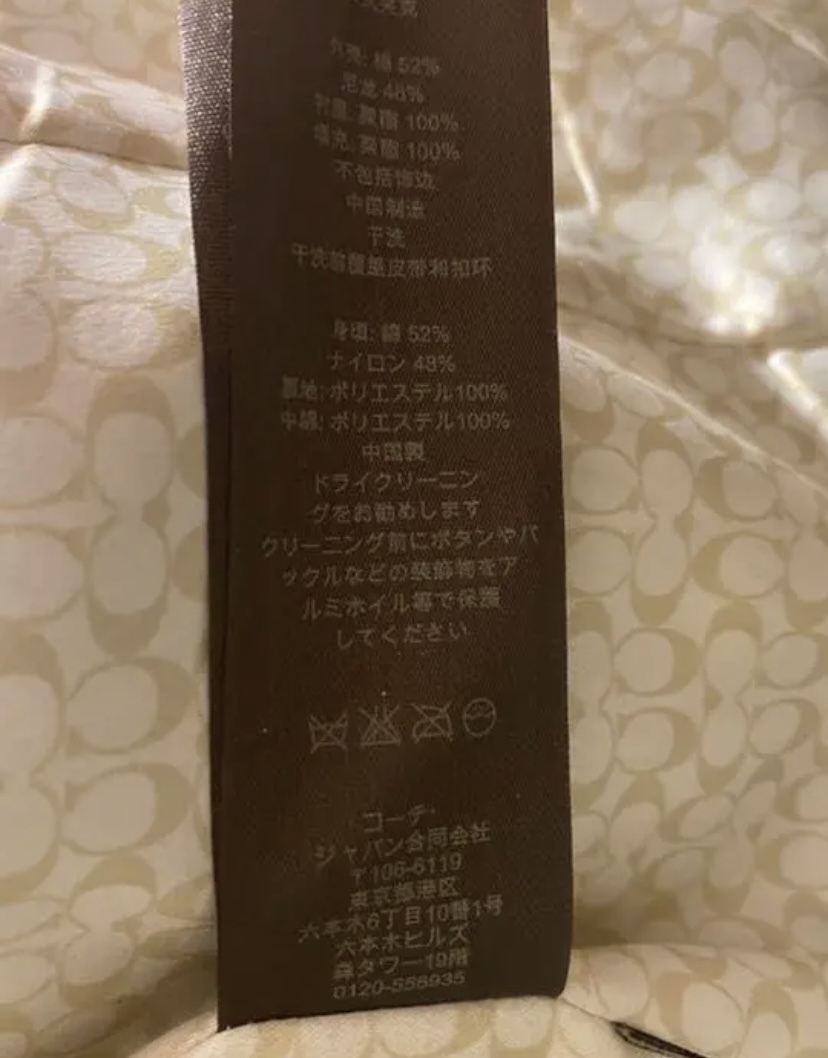 外壳: 棉 52%
尼龙 48%
衬里: 聚酯 100%
填充: 聚酯 100%
不包括饰边
中国制造
干洗
干洗前覆盖皮带和扣环
身頃: 綿 52%
ナイロン 48%
裏地: ポリエステル100%
中綿: ポリエステル100%
中国製
ドライクリーニン
グをお勧めします
クリーニング前にボタンやバ
ックルなどの装飾物をア
ルミホイル等で保護
してください
コーチ・
ジャパン合同会社
〒106-6119
東京都港区
六本木6丁目10番1号
六本木ヒルズ
森タワー19階
0120-556935